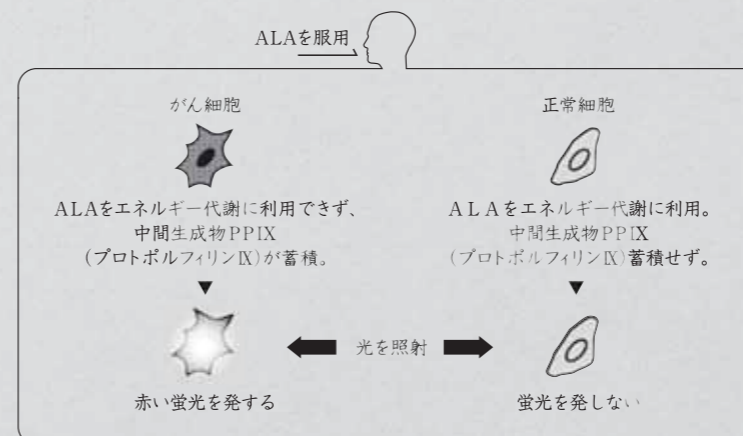 ALAを服用
がん細胞
ALAをエネルギー代謝に利用できず、
中間生成物PPIX
(プロトポルフィリンⅨ)が蓄積。
赤い蛍光を発する
光を照射
正常細胞
ALAをエネルギー代謝に利用。
中間生成物PPIX
(プロトポルフィリンⅨ)蓄積せず。
蛍光を発しない